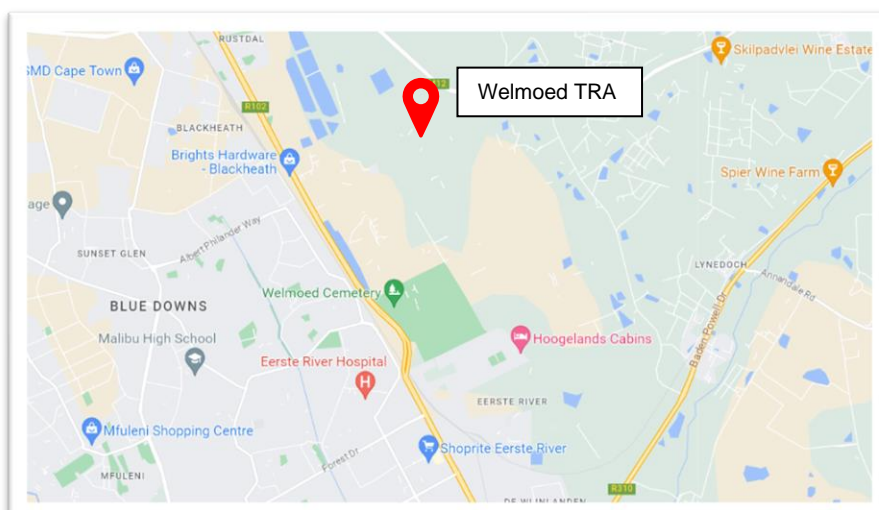 RUSTDAL
SMD Cape Town
Skilpadvlei Wine Estate
Welmoed TRA
R102
BLACKHEATH
Brights Hardware
- Blackheath
Spier Wine Farm
age
Albert Philander Way
SUNSET GLEN
LYNEDOCH
Annandale Rd
Welmoed Cemetery
BLUE DOWNS
Baden Powell Dr
Malibu High School
Hoogelands Cabins
Eerste River Hospital
EERSTE RIVER
Mfuleni Shopping Centre
Shoprite Eerste River
Forest Dr
MFULENI
R310